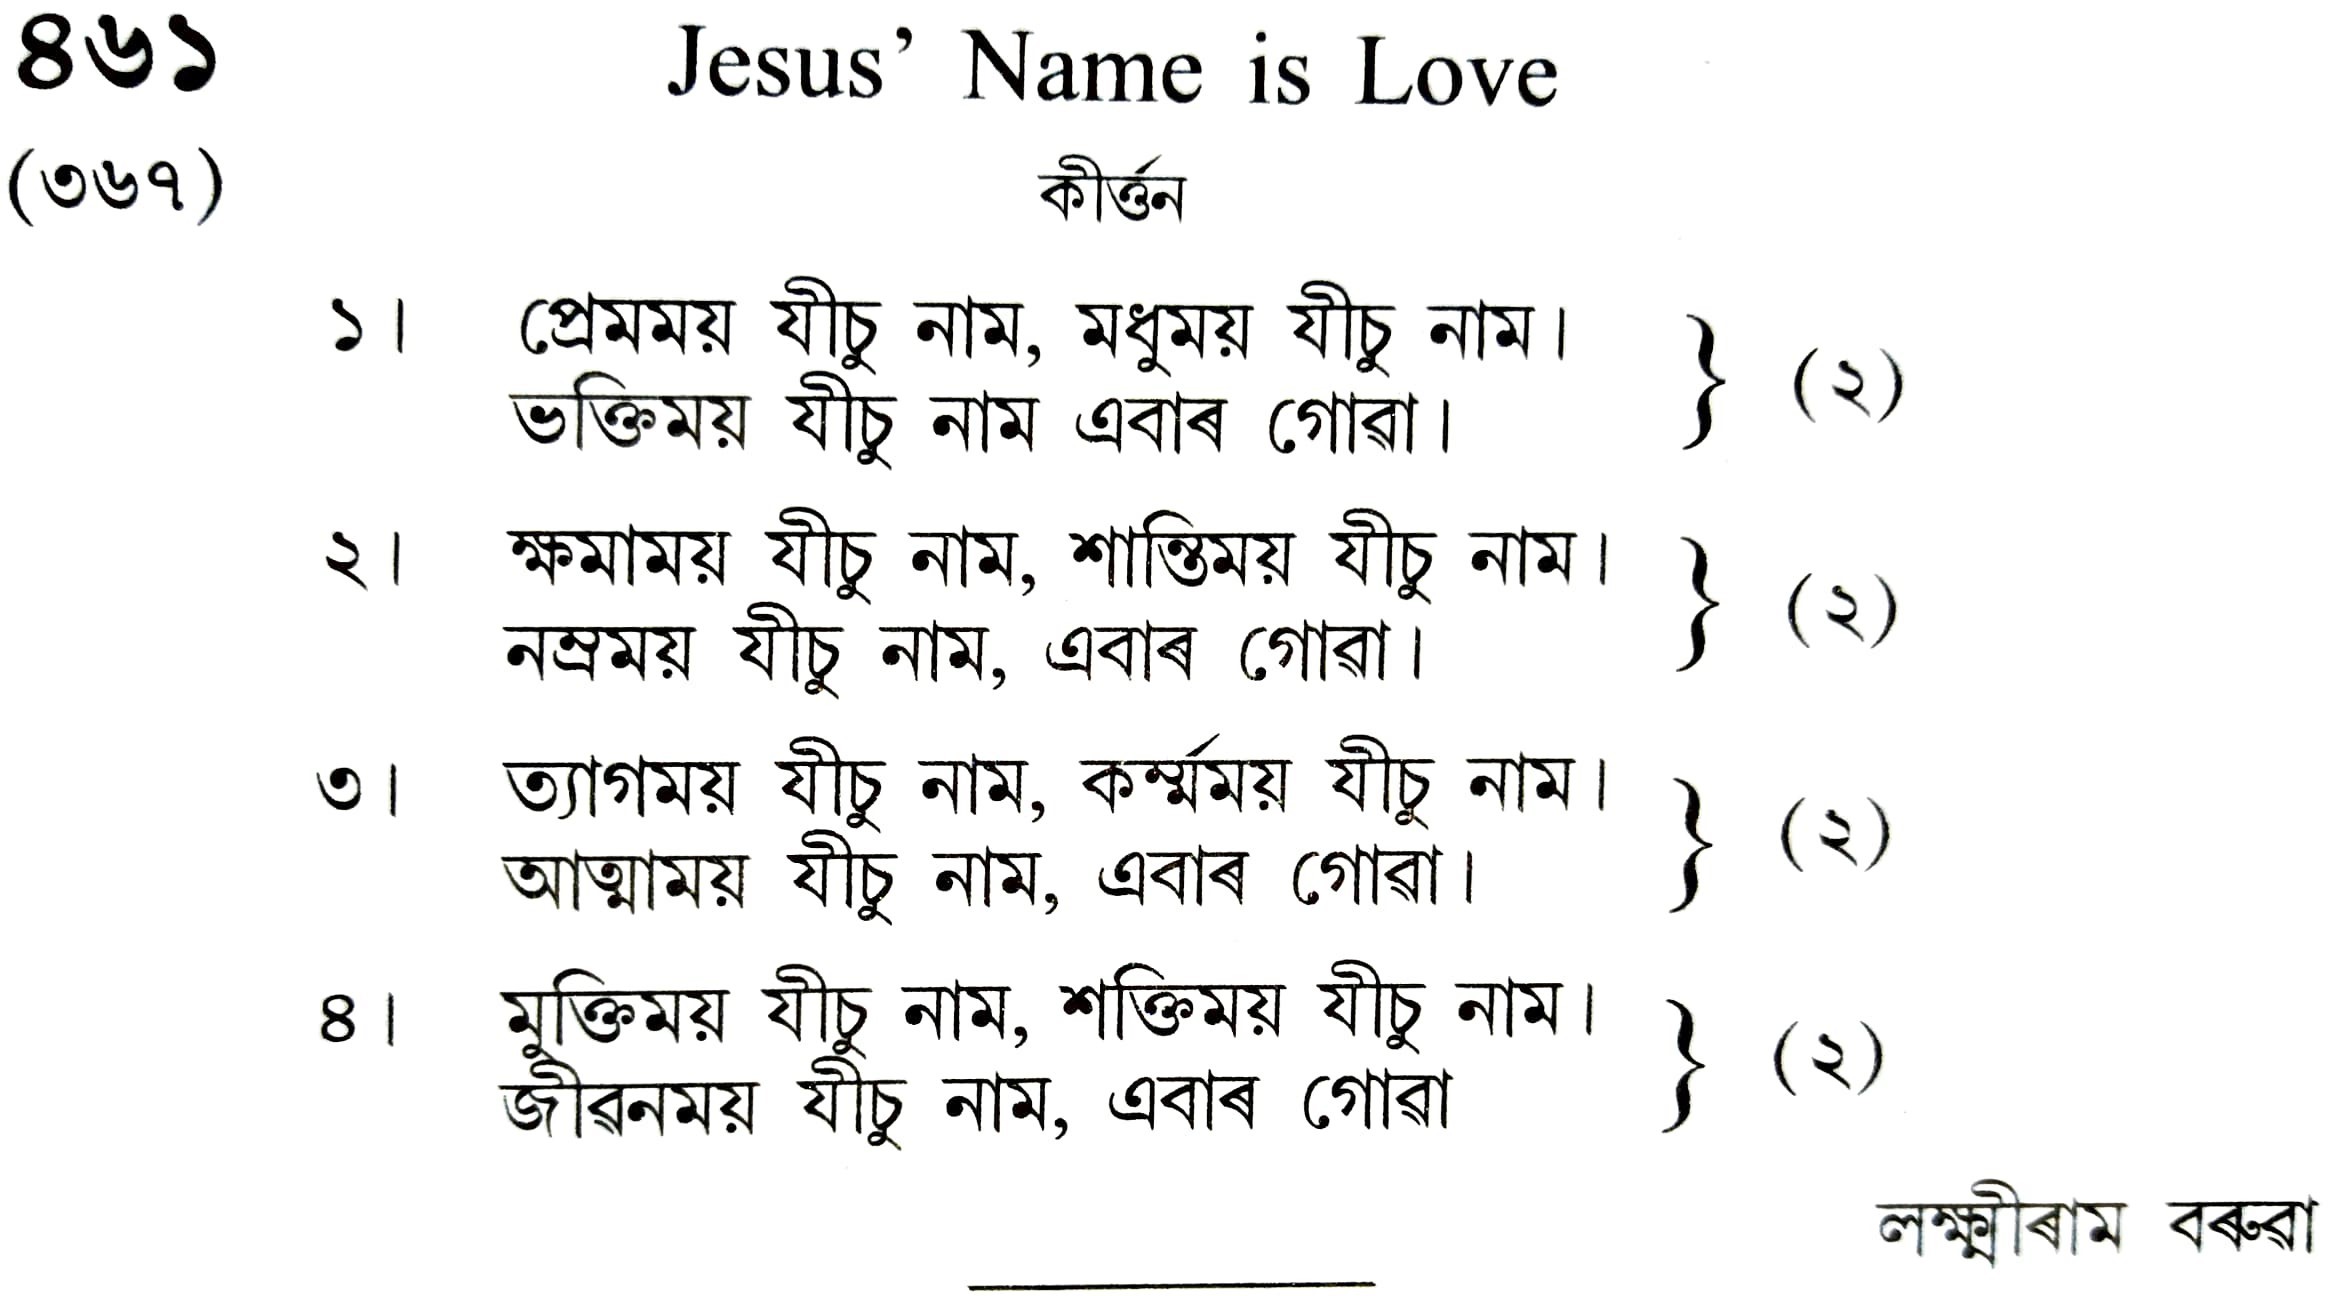 ৪৬১ Jesus’ Name is Love
(৩৬৭) কীৰ্ত্তন
১। প্ৰেমময় যীচু নাম, মধুময় যীচু নাম।
ভক্তিময় যীচু নাম এবাৰ গোৱা। } (২)
২। ক্ষমাময় যীচু নাম, শান্তিময় যীচু নাম।
নম্ৰময় যীচু নাম, এবাৰ গোৱা। } (২)
৩। ত্যাগময় যীচু নাম, কৰ্ম্মময় যীচু নাম।
আত্মাময় যীচু নাম, এবাৰ গোৱা। } (২)
৪। মুক্তিময় যীচু নাম, শক্তিময় যীচু নাম।
জীৱনময় যীচু নাম, এবাৰ গোৱা } (২)
লক্ষ্মীৰাম বৰুৱা